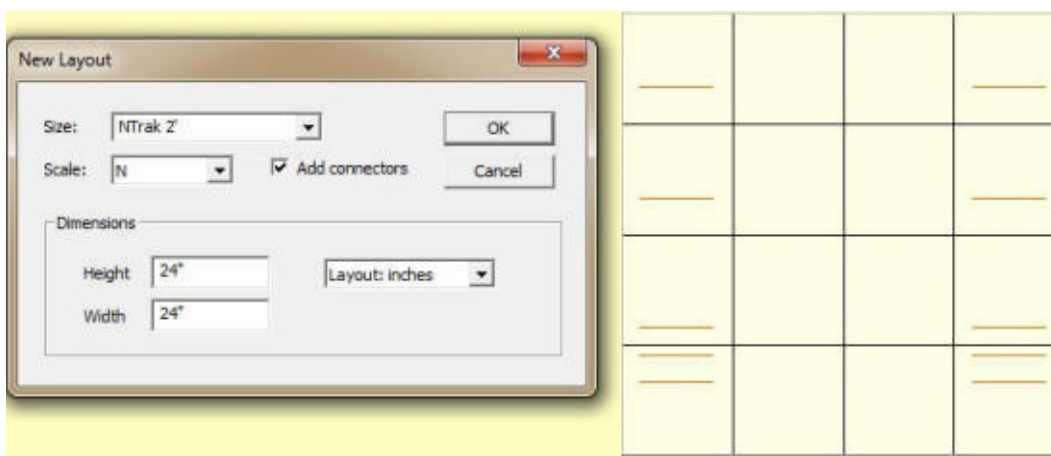 New Layout
Size: NTrak 2' OK
Scale: N Add connectors Cancel
Dimensions
Height 24" Layout: inches
Width 24"